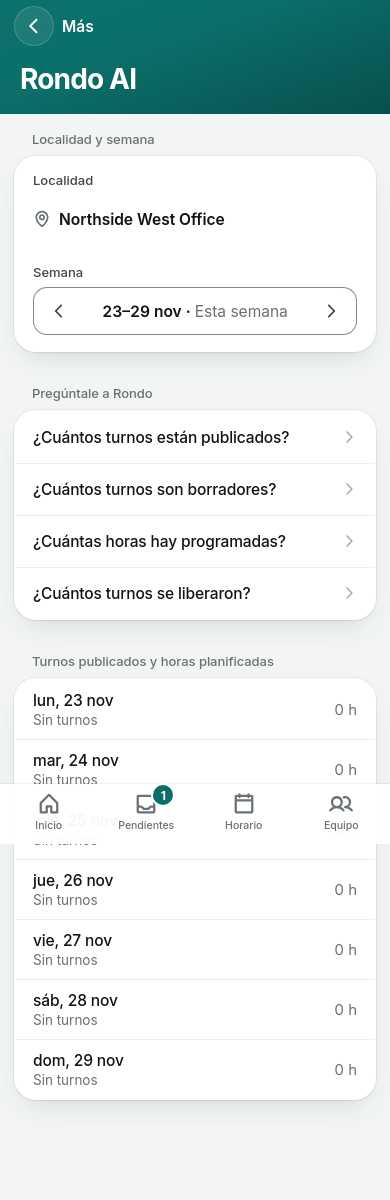 Más
Rondo AI
Localidad y semana
Localidad
Northside West Office
Semana
23–29 nov · Esta semana
Pregúntale a Rondo
¿Cuántos turnos están publicados?
¿Cuántos turnos son borradores?
¿Cuántas horas hay programadas?
¿Cuántos turnos se liberaron?
Turnos publicados y horas planificadas
lun, 23 nov
Sin turnos
0 h
mar, 24 nov
Sin turnos
0 h
1
Inicio
Pendientes
Horario
Equipo
jue, 26 nov
Sin turnos
0 h
vie, 27 nov
Sin turnos
0 h
sáb, 28 nov
Sin turnos
0 h
dom, 29 nov
Sin turnos
0 h